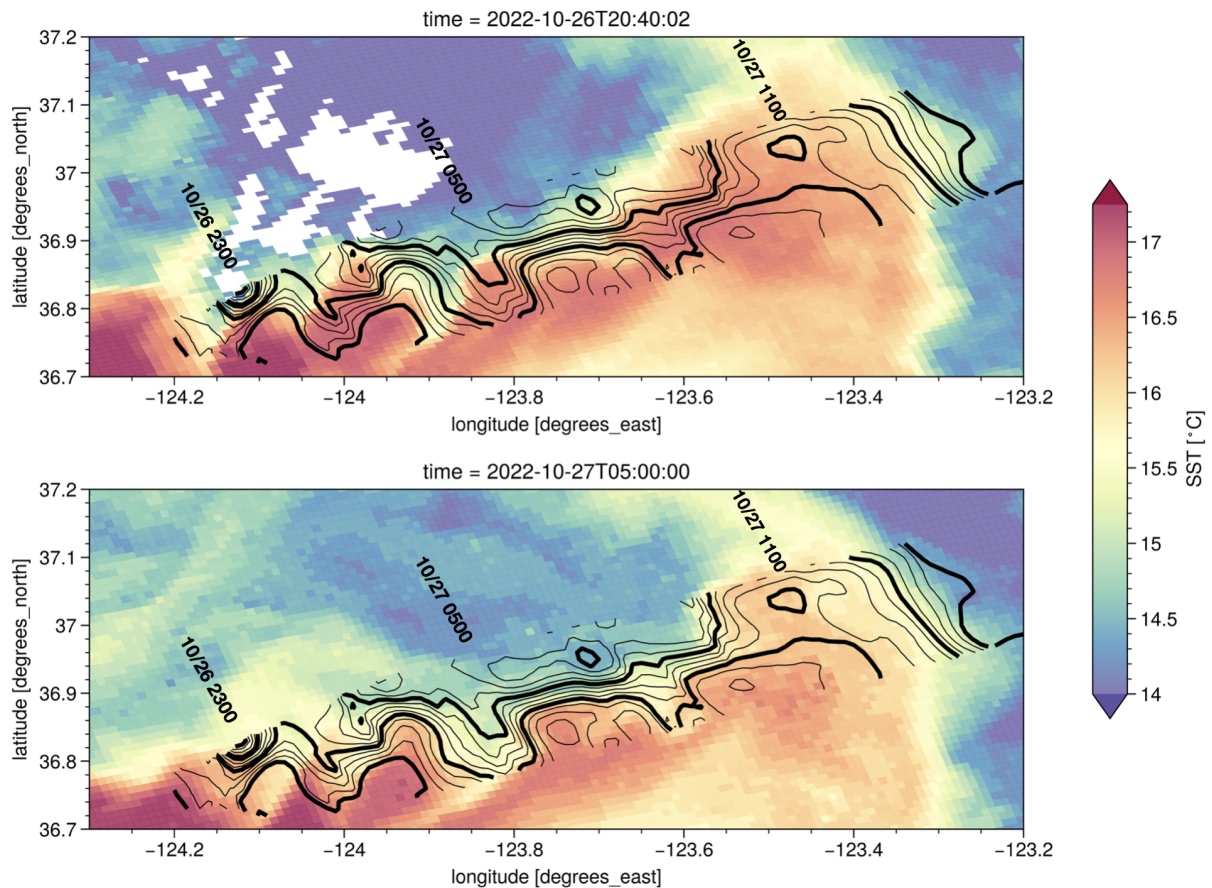 time = 2022-10-26T20:40:02
37.2
37.1
37
36.9
36.8
36.7
latitude [degrees_north]
10/26 2300
10/27 0500
10/27 1100
−124.2 −124 −123.8 −123.6 −123.4 −123.2
longitude [degrees_east]
time = 2022-10-27T05:00:00
37.2
37.1
37
36.9
36.8
36.7
latitude [degrees_north]
10/26 2300
10/27 0500
10/27 1100
−124.2 −124 −123.8 −123.6 −123.4 −123.2
longitude [degrees_east]
17
16.5
16
15.5
15
14.5
14
SST [°C]